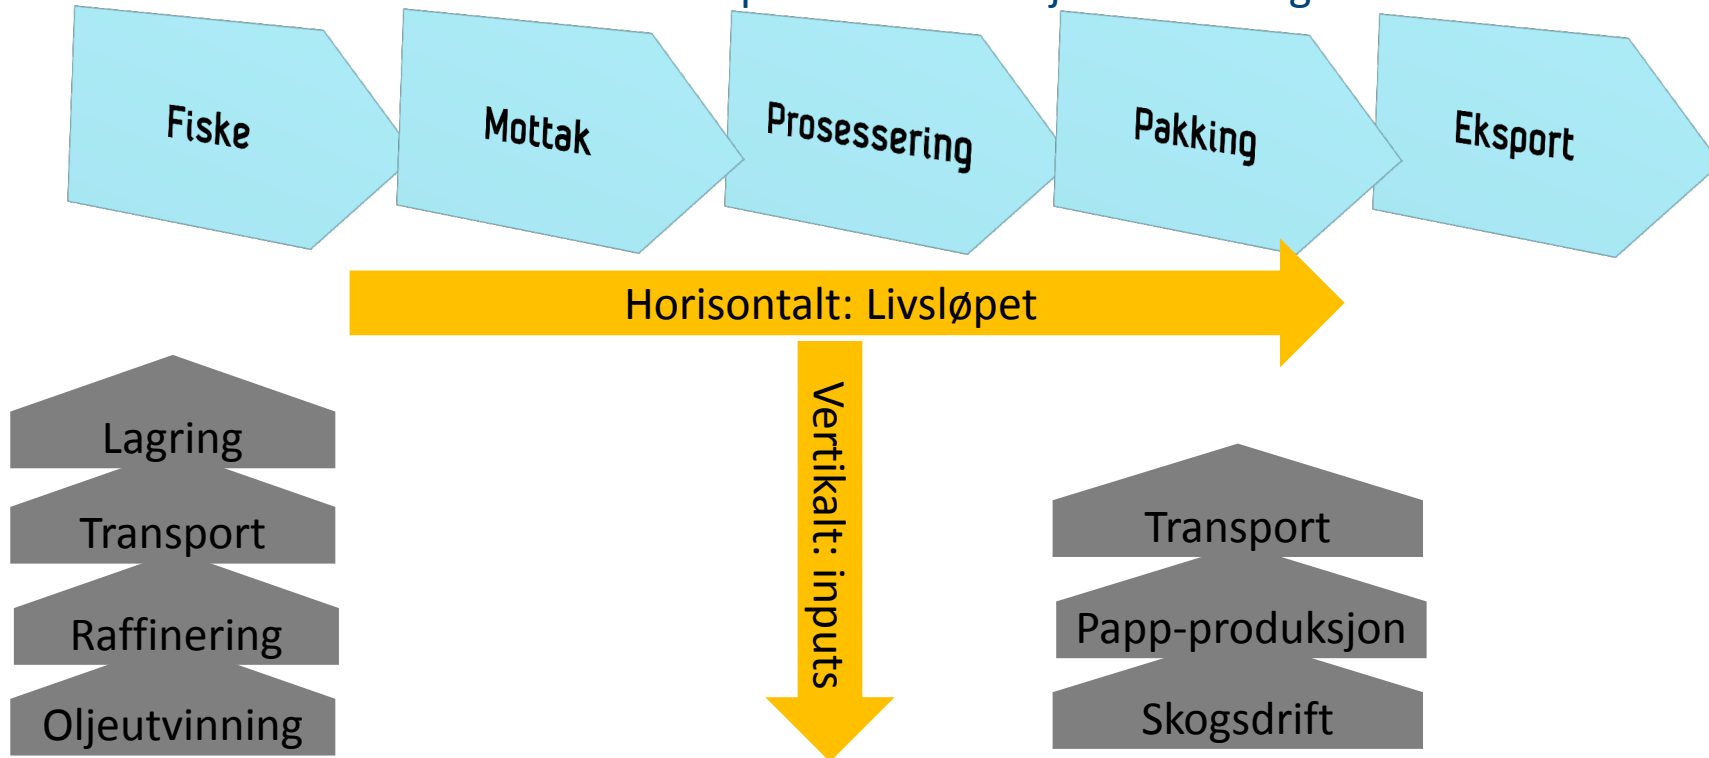 Fiske
Mottak
Prosessering
Pakking
Eksport
Horisontalt: Livsløpet
Vertikalt: inputs
Lagring
Transport
Raffinering
Oljeutvinning
Transport
Papp-produksjon
Skogsdrift